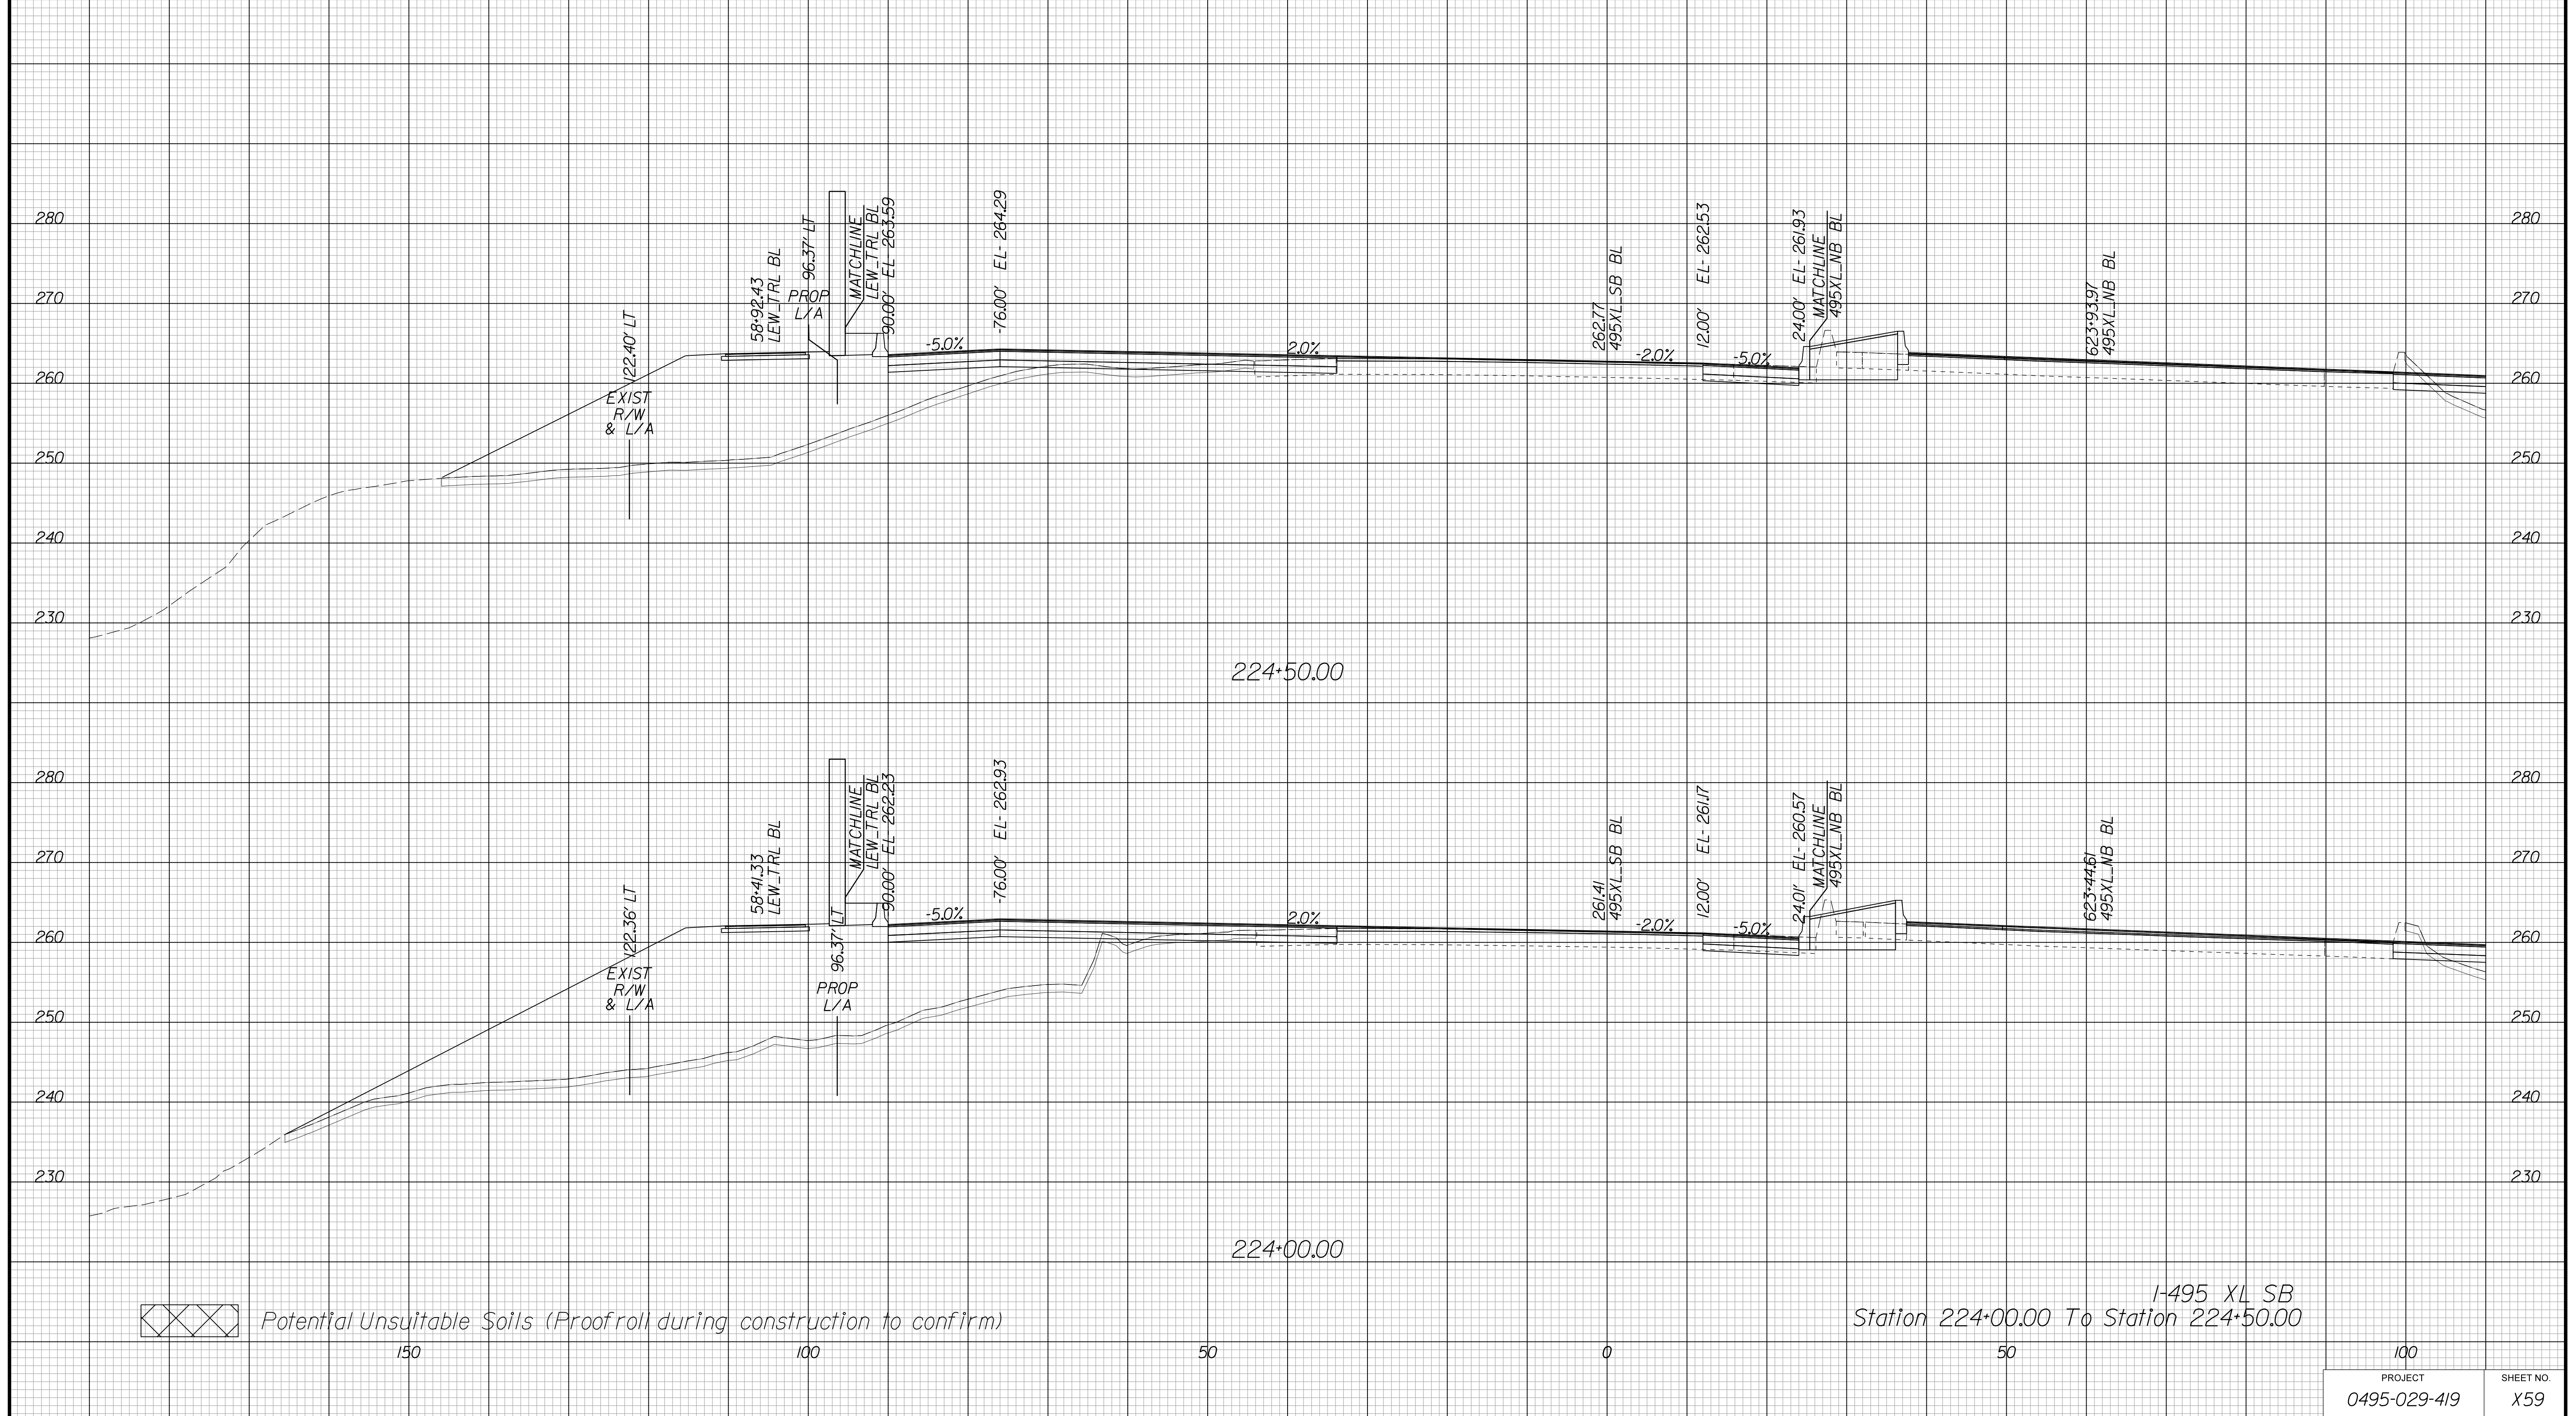 280
270
260
250
240
230
122.40' LT
EXIST
R/W
& L/A
58+92.43
LEW_TRL BL
96.37' LT
PROP
L/A
MATCHLINE
LEW_TRL BL
90.00' EL- 263.59
-5.0%
-76.00' EL- 264.29
2.0%
262.77
495XL_SB BL
-2.0%
12.00' EL- 262.53
-5.0%
24.00' EL- 261.93
MATCHLINE
495XL_NB BL
623+93.97
495XL_NB BL
280
270
260
250
240
230
224+50.00
280
270
260
250
240
230
122.36' LT
EXIST
R/W
& L/A
58+41.33
LEW_TRL BL
96.37' LT
PROP
L/A
MATCHLINE
LEW_TRL BL
90.00' EL- 262.23
-5.0%
-76.00' EL- 262.93
2.0%
261.41
495XL_SB BL
-2.0%
12.00' EL- 261.17
-5.0%
24.01' EL- 260.57
MATCHLINE
495XL_NB BL
623+44.61
495XL_NB BL
280
270
260
250
240
230
224+00.00
Potential Unsuitable Soils (Proofroll during construction to confirm)
I-495 XL SB
Station 224+00.00 To Station 224+50.00
150 100 50 0 50 100
PROJECT
0495-029-419
SHEET NO.
X59